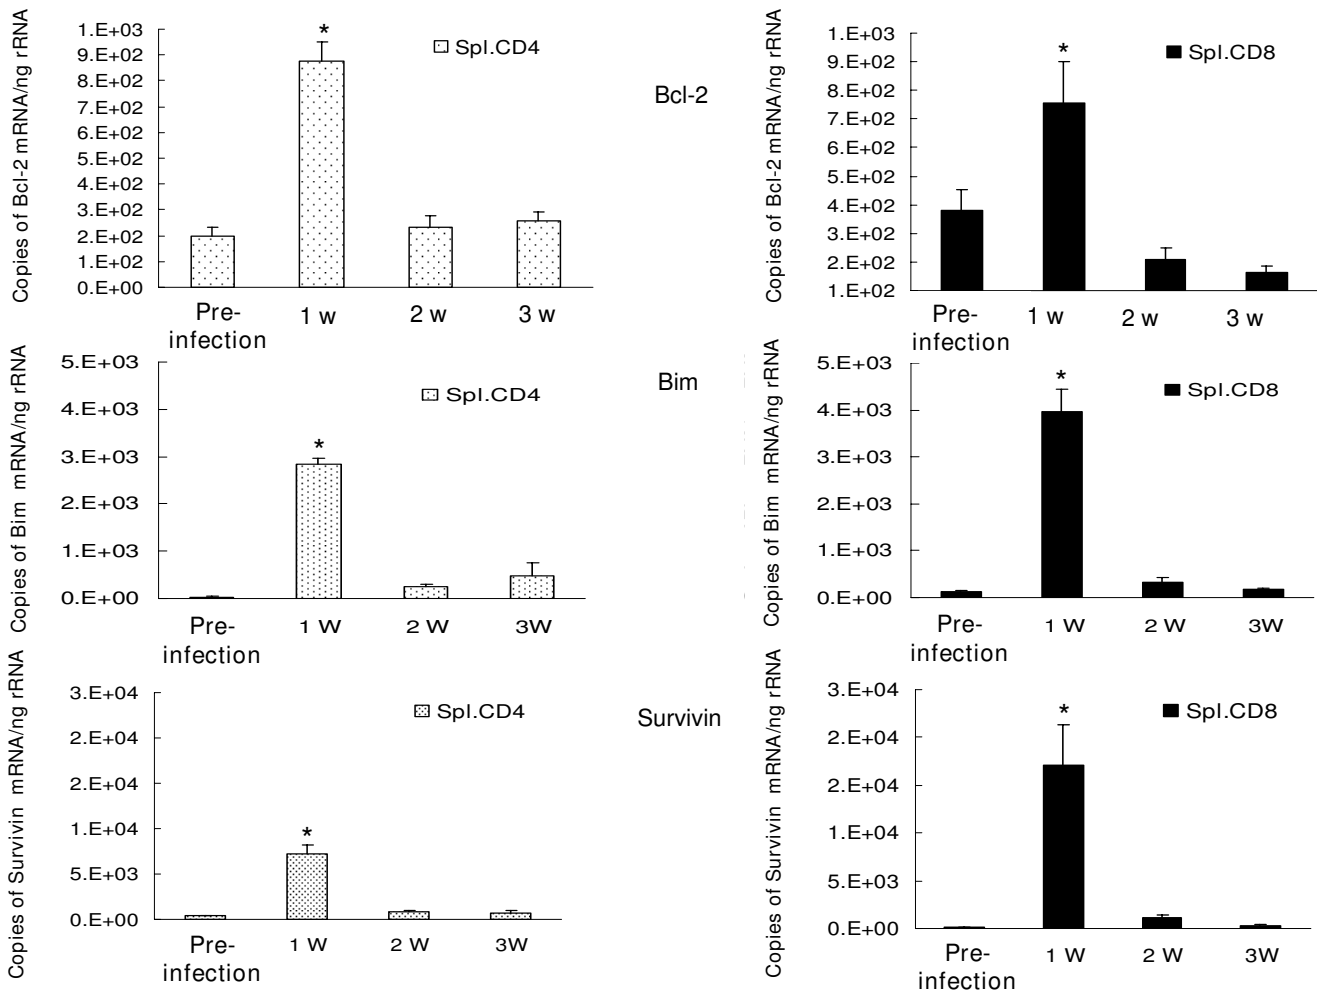 Copies of Bcl-2 mRNA/ng rRNA
1.E+03
9.E+02
8.E+02
7.E+02
6.E+02
5.E+02
4.E+02
3.E+02
2.E+02
1.E+02
0.E+00
*
Spl.CD4
Pre-
infection
1 w
2 w
3 w
Bcl-2
Copies of Bcl-2 mRNA/ng rRNA
1.E+03
9.E+02
8.E+02
7.E+02
6.E+02
5.E+02
4.E+02
3.E+02
2.E+02
1.E+02
*
Spl.CD8
Pre-
infection
1 w
2 w
3 w
Copies of Bim mRNA/ng rRNA
5.E+03
4.E+03
3.E+03
2.E+03
1.E+03
0.E+00
*
Spl.CD4
Pre-
infection
1 W
2 W
3W
Bim
Copies of Bim mRNA/ng rRNA
5.E+03
4.E+03
3.E+03
2.E+03
1.E+03
0.E+00
*
Spl.CD8
Pre-
infection
1 W
2 W
3W
Copies of Survivin mRNA/ng rRNA
3.E+04
2.E+04
2.E+04
1.E+04
5.E+03
0.E+00
*
Spl.CD4
Pre-
infection
1 W
2 W
3W
Survivin
Copies of Survivin mRNA/ng rRNA
3.E+04
2.E+04
2.E+04
1.E+04
5.E+03
0.E+00
*
Spl.CD8
Pre-
infection
1 W
2 W
3W